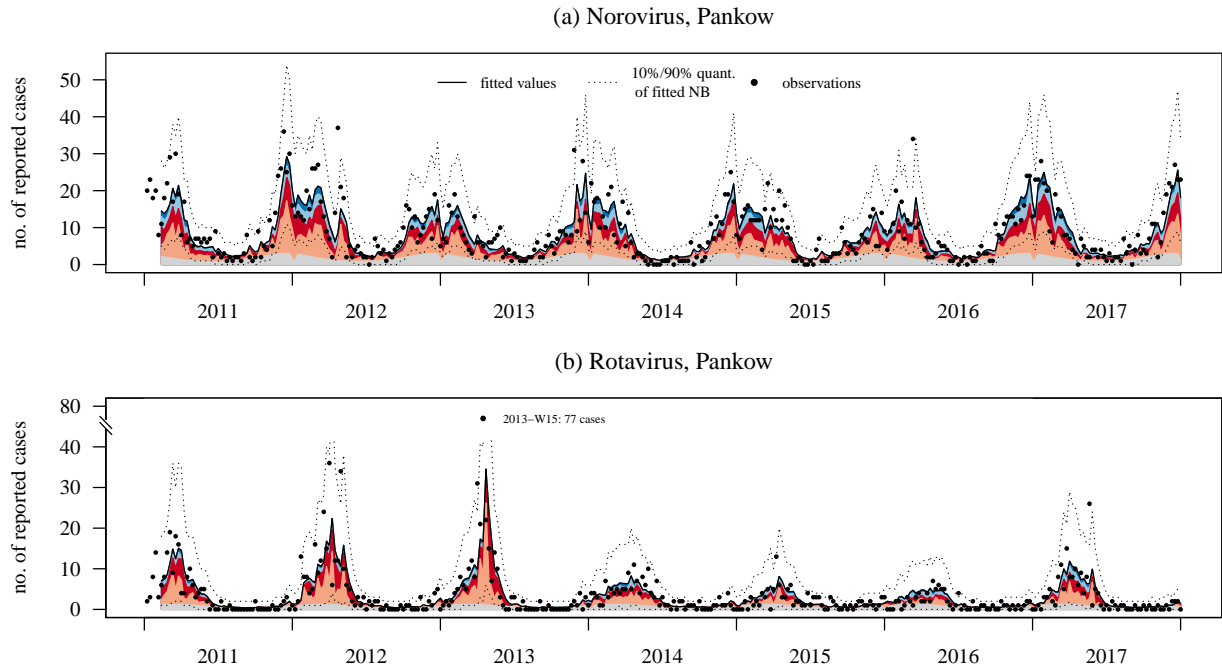 (a) Norovirus, Pankow
no. of reported cases
50
40
30
20
10
0
fitted values
10%/90% quant.
of fitted NB
observations
2011 2012 2013 2014 2015 2016 2017
(b) Rotavirus, Pankow
no. of reported cases
80
40
30
20
10
0
2013–W15: 77 cases
2011 2012 2013 2014 2015 2016 2017